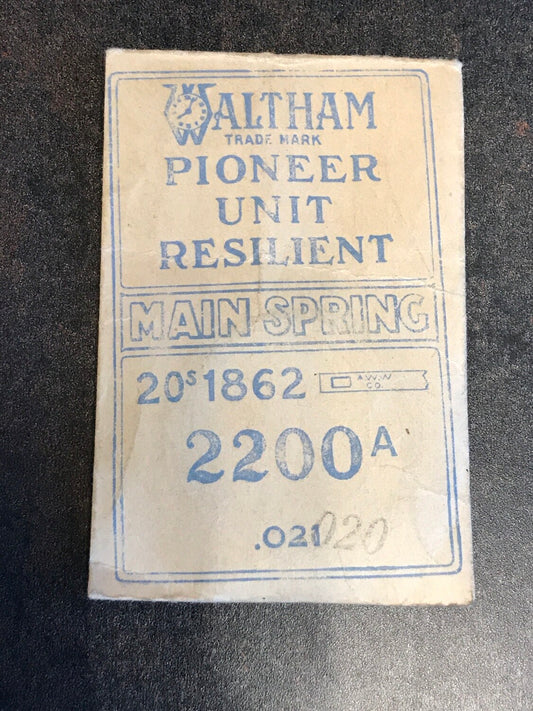 WALTHAM
TRADE MARK
PIONEER
UNIT
RESILIENT
MAIN-SPRING
20s 1862 A.W.W
CO.
2200A
.021 020